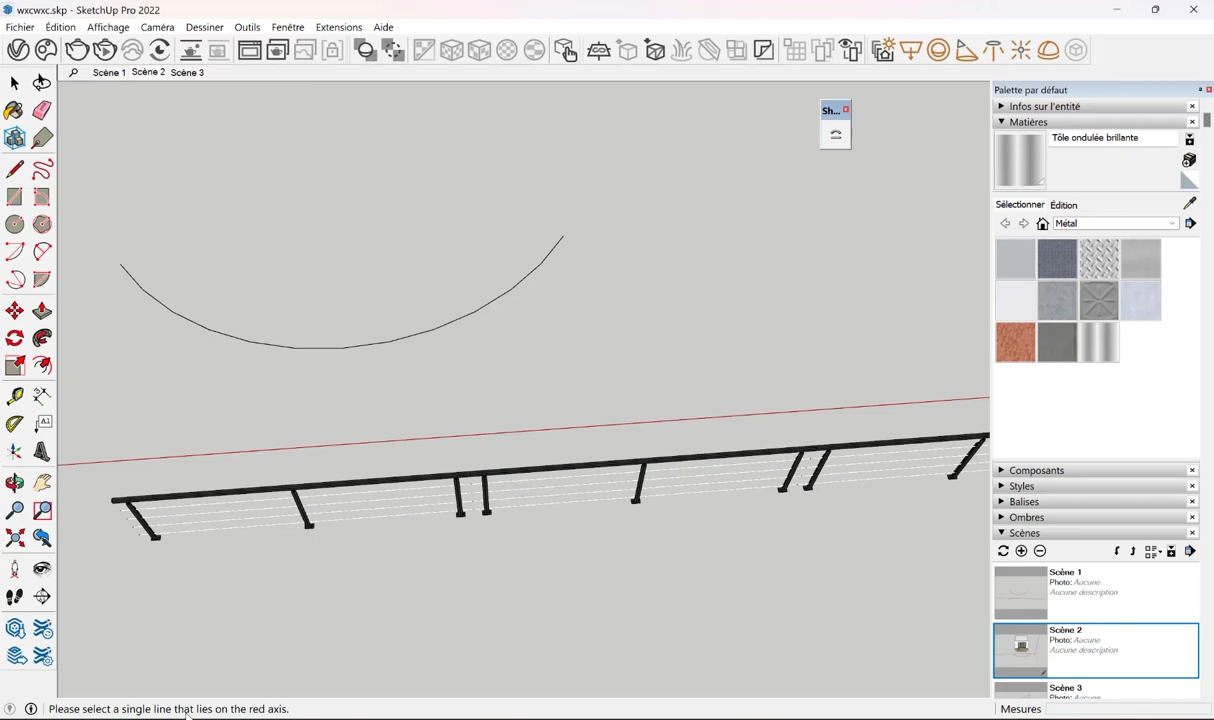 wxcwxc.skp - SketchUp Pro 2022
Fichier Édition Affichage Caméra Dessiner Outils Fenêtre Extensions Aide
Scène 1 Scène 2 Scène 3
Palette par défaut
Infos sur l'entité
Sh...
Matières
Tôle ondulée brillante
Sélectionner Édition
Métal
A1
Composants
Styles
Balises
Ombres
Scènes
Scène 1
Photo: Aucune
Aucune description
Scène 2
Photo: Aucune
Aucune description
Scène 3
Photo: Aucune
Please select a single line that lies on the red axis.
Mesures